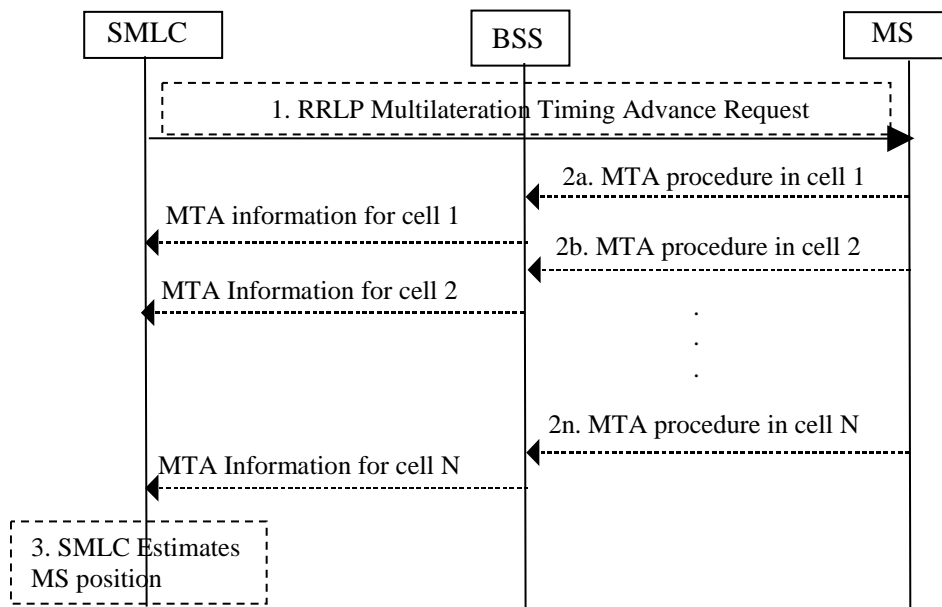 SMLC
BSS
MS
1. RRLP Multilateration Timing Advance Request
2a. MTA procedure in cell 1
MTA information for cell 1
2b. MTA procedure in cell 2
MTA Information for cell 2
.
.
.
2n. MTA procedure in cell N
MTA Information for cell N
3. SMLC Estimates
MS position